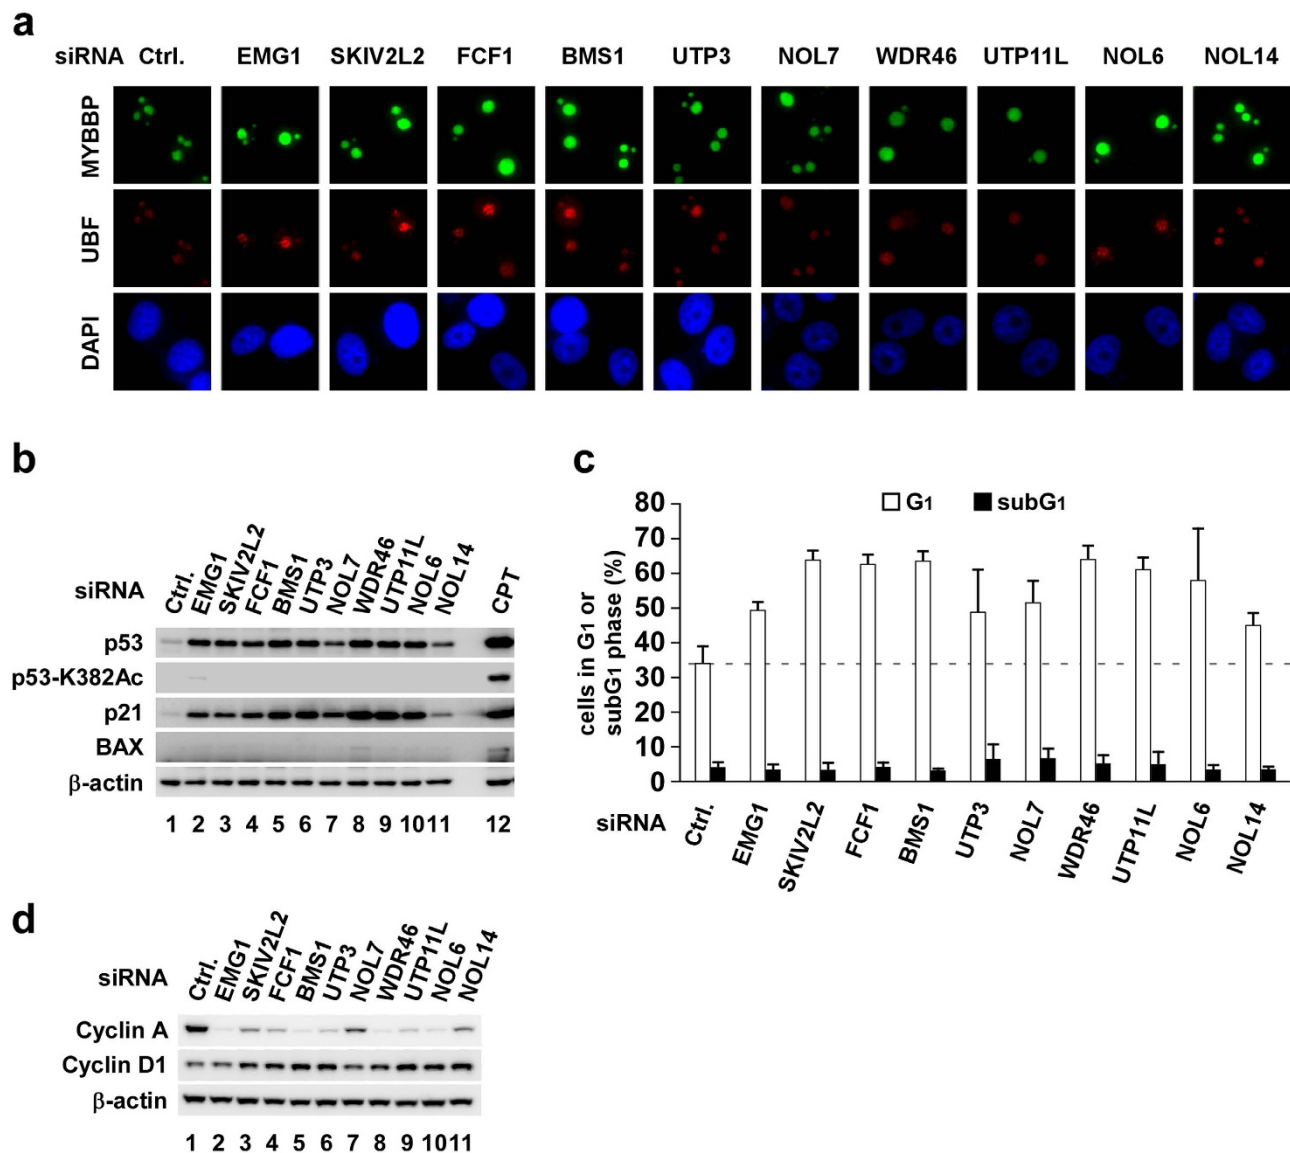 a
siRNA Ctrl. EMG1 SKIV2L2 FCF1 BMS1 UTP3 NOL7 WDR46 UTP11L NOL6 NOL14
MYBBP
UBF
DAPI
b
siRNA Ctrl. EMG1 SKIV2L2 FCF1 BMS1 UTP3 NOL7 WDR46 UTP11L NOL6 NOL14 CPT
p53
p53-K382Ac
p21
BAX
β-actin
1 2 3 4 5 6 7 8 9 10 11 12
c
cells in G1 or
subG1 phase (%)
80
70
60
50
40
30
20
10
0
G1 subG1
siRNA Ctrl. EMG1 SKIV2L2 FCF1 BMS1 UTP3 NOL7 WDR46 UTP11L NOL6 NOL14
d
siRNA Ctrl. EMG1 SKIV2L2 FCF1 BMS1 UTP3 NOL7 WDR46 UTP11L NOL6 NOL14
Cyclin A
Cyclin D1
β-actin
1 2 3 4 5 6 7 8 9 10 11